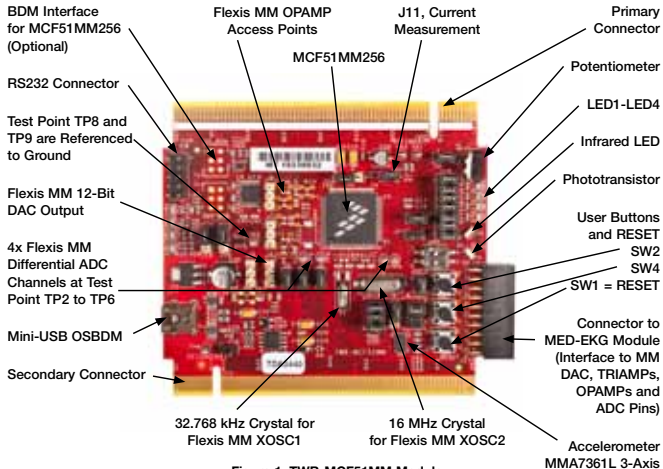 BDM Interface
for MCF51MM256
(Optional)
RS232 Connector
Test Point TP8 and
TP9 are Referenced
to Ground
Flexis MM 12-Bit
DAC Output
4x Flexis MM
Differential ADC
Channels at Test
Point TP2 to TP6
Mini-USB OSBDM
Secondary Connector
Flexis MM OPAMP
Access Points
MCF51MM256
J11, Current
Measurement
Primary
Connector
Potentiometer
LED1-LED4
Infrared LED
Phototransistor
User Buttons
and RESET
SW2
SW4
SW1 = RESET
Connector to
MED-EKG Module
(Interface to MM
DAC, TRIAMPs,
OPAMPs and
ADC Pins)
Accelerometer
MMA7361L 3-Axis
32.768 kHz Crystal for
Flexis MM XOSC1
16 MHz Crystal
for Flexis MM XOSC2